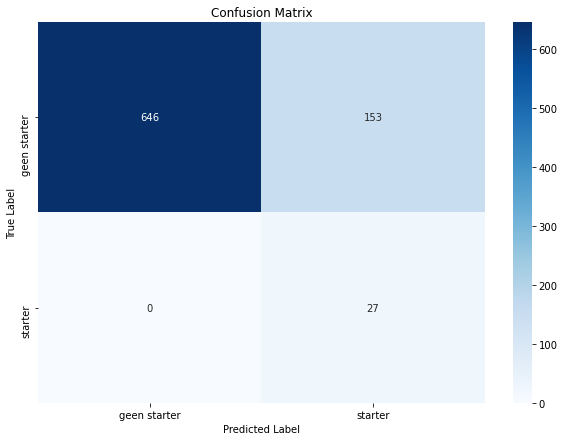 Confusion Matrix
True Label
geen starter
646
153
starter
0
27
geen starter
starter
Predicted Label
600
500
400
300
200
100
0